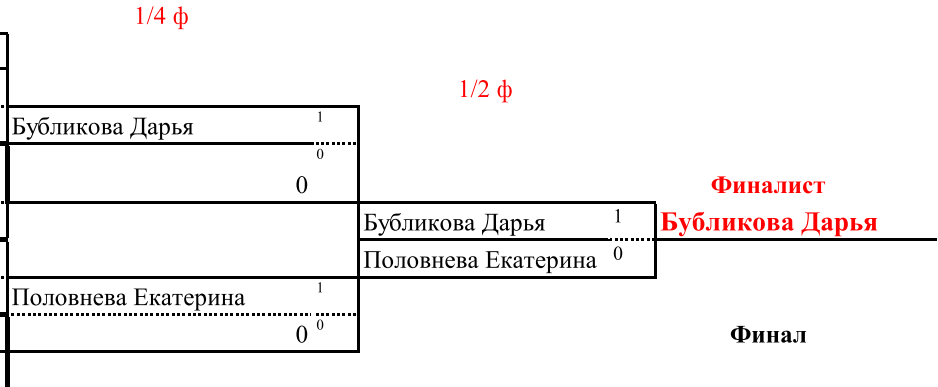 1/4 ф
1/2 ф
Бубликова Дарья 1
0
0
Финалист
Бубликова Дарья 1
Бубликова Дарья
Половнева Екатерина 0
Половнева Екатерина 1
0 0
Финал